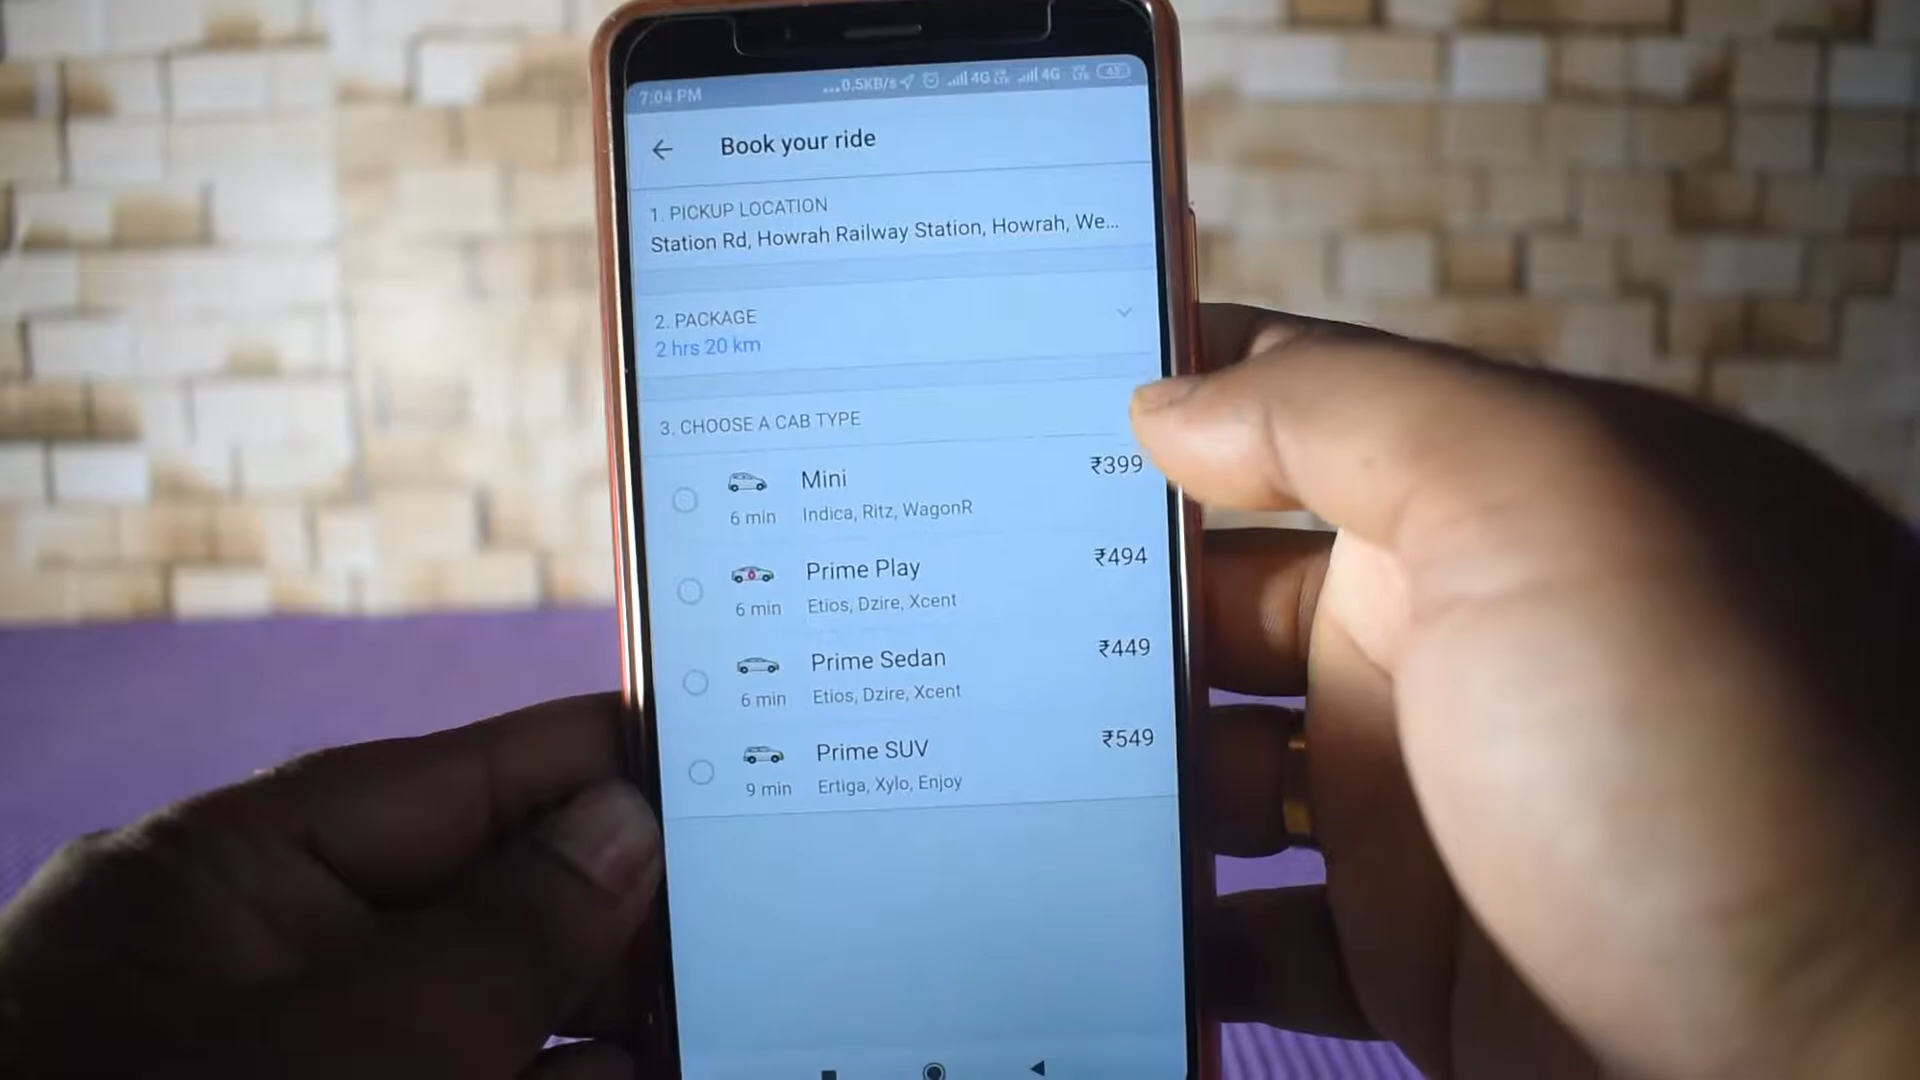 7:04 PM ...0.5KB/s 4G 4G 43
Book your ride
1. PICKUP LOCATION
Station Rd, Howrah Railway Station, Howrah, We...
2. PACKAGE
2 hrs 20 km
3. CHOOSE A CAB TYPE
Mini ₹399
6 min Indica, Ritz, WagonR
Prime Play ₹494
6 min Etios, Dzire, Xcent
Prime Sedan ₹449
6 min Etios, Dzire, Xcent
Prime SUV ₹549
9 min Ertiga, Xylo, Enjoy